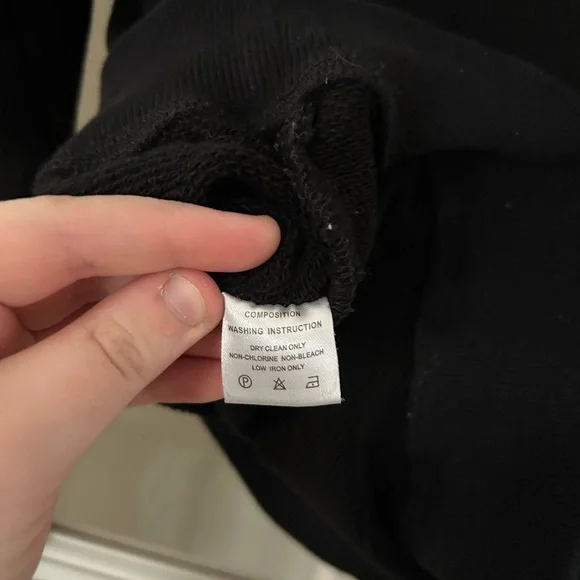 COMPOSITION
WASHING INSTRUCTION
DRY CLEAN ONLY
NON-CHLORINE NON-BLEACH
LOW IRON ONLY
P